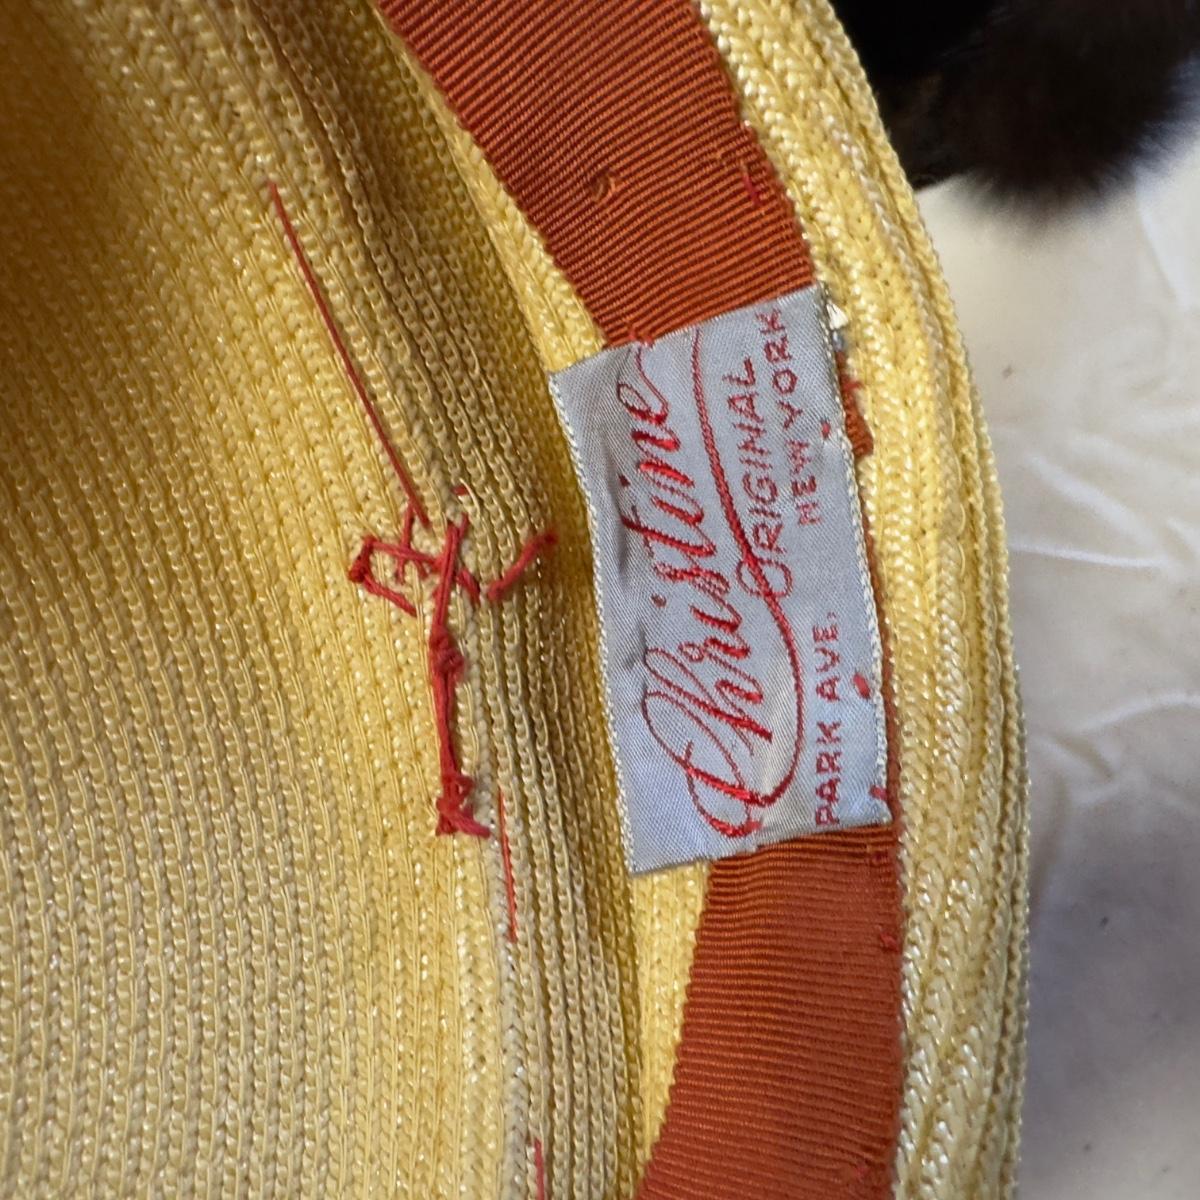 Christine
ORIGINAL
PARK AVE. NEW YORK